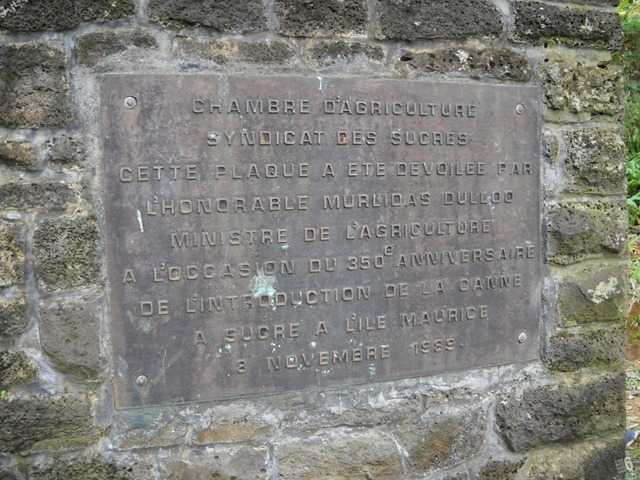 CHAMBRE D'AGRICULTURE
SYNDICAT DES SUCRES
CETTE PLAQUE A ETE DEVOILEE PAR
L'HONORABLE MURLIDAS DULLOO
MINISTRE DE L'AGRICULTURE
A L'OCCASION DU 350e ANNIVERSAIRE
DE L'INTRODUCTION DE LA CANNE
A SUCRE A L'ILE MAURICE
3 NOVEMBRE 1989.